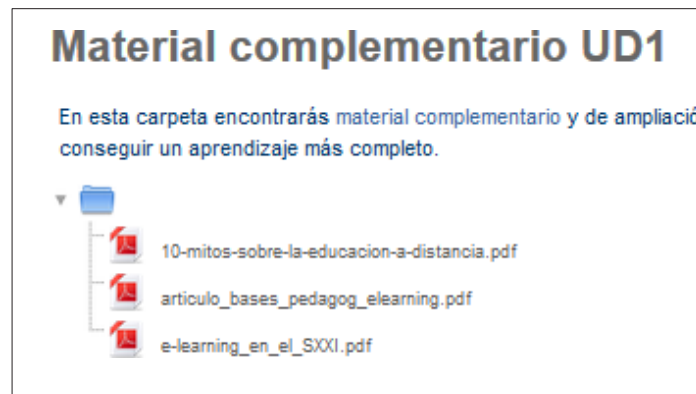 Material complementario UD1
En esta carpeta encontrarás material complementario y de ampliació
conseguir un aprendizaje más completo.
10-mitos-sobre-la-educacion-a-distancia.pdf
articulo_bases_pedagog_elearning.pdf
e-learning_en_el_SXXI.pdf